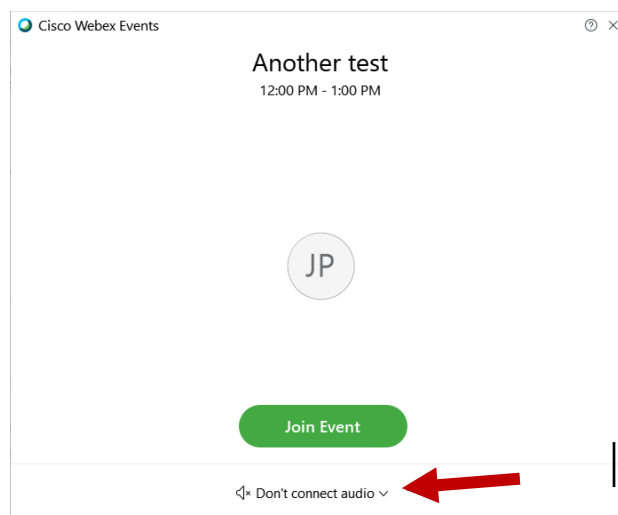 Cisco Webex Events
Another test
12:00 PM - 1:00 PM
JP
Join Event
Don't connect audio